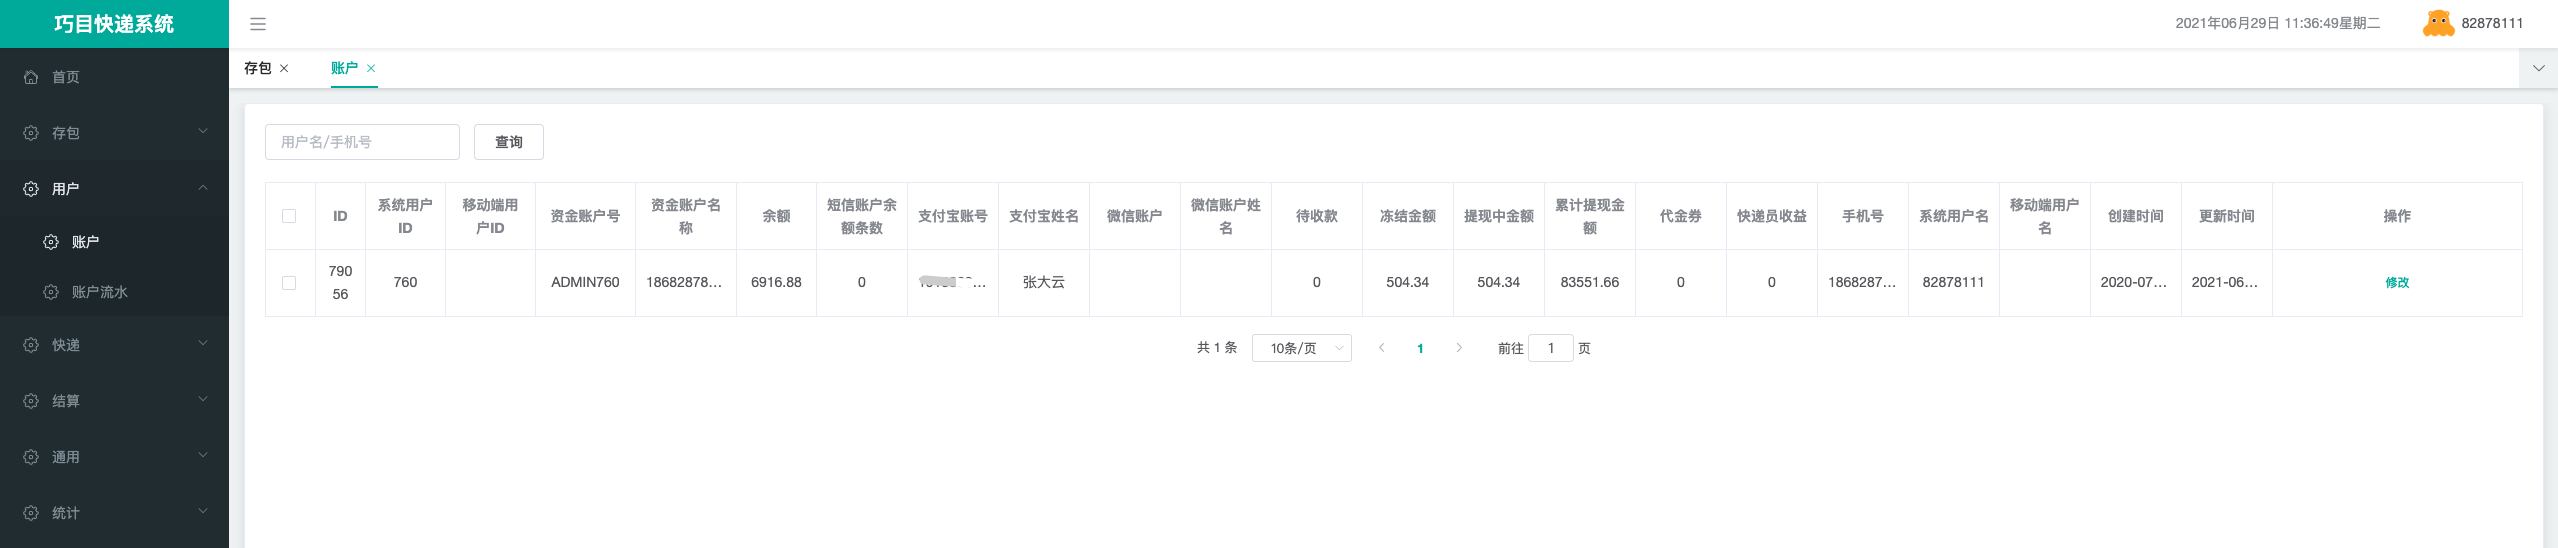 巧目快递系统
2021年06月29日 11:36:49星期二
82878111
首页
存包
用户
账户
账户流水
快递
结算
通用
统计
存包
账户
用户名/手机号
查询
ID
系统用户
ID
移动端用
户ID
资金账户号
资金账户名
称
余额
短信账户余
额条数
支付宝账号
支付宝姓名
微信账户
微信账户姓
名
待收款
冻结金额
提现中金额
累计提现金
额
代金券
快递员收益
手机号
系统用户名
移动端用户
名
创建时间
更新时间
操作
790
56
760
ADMIN760
18682878...
6916.88
0
张大云
0
504.34
504.34
83551.66
0
0
1868287...
82878111
2020-07...
2021-06...
修改
共 1 条
10条/页
1
前往 1 页